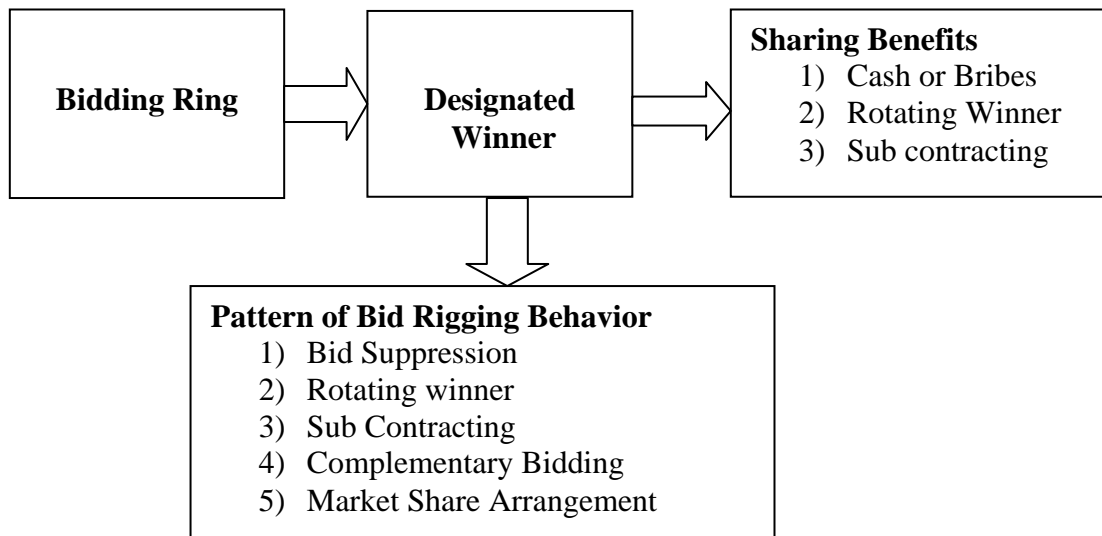 Bidding Ring
Designated
Winner
Sharing Benefits
1) Cash or Bribes
2) Rotating Winner
3) Sub contracting
Pattern of Bid Rigging Behavior
1) Bid Suppression
2) Rotating winner
3) Sub Contracting
4) Complementary Bidding
5) Market Share Arrangement